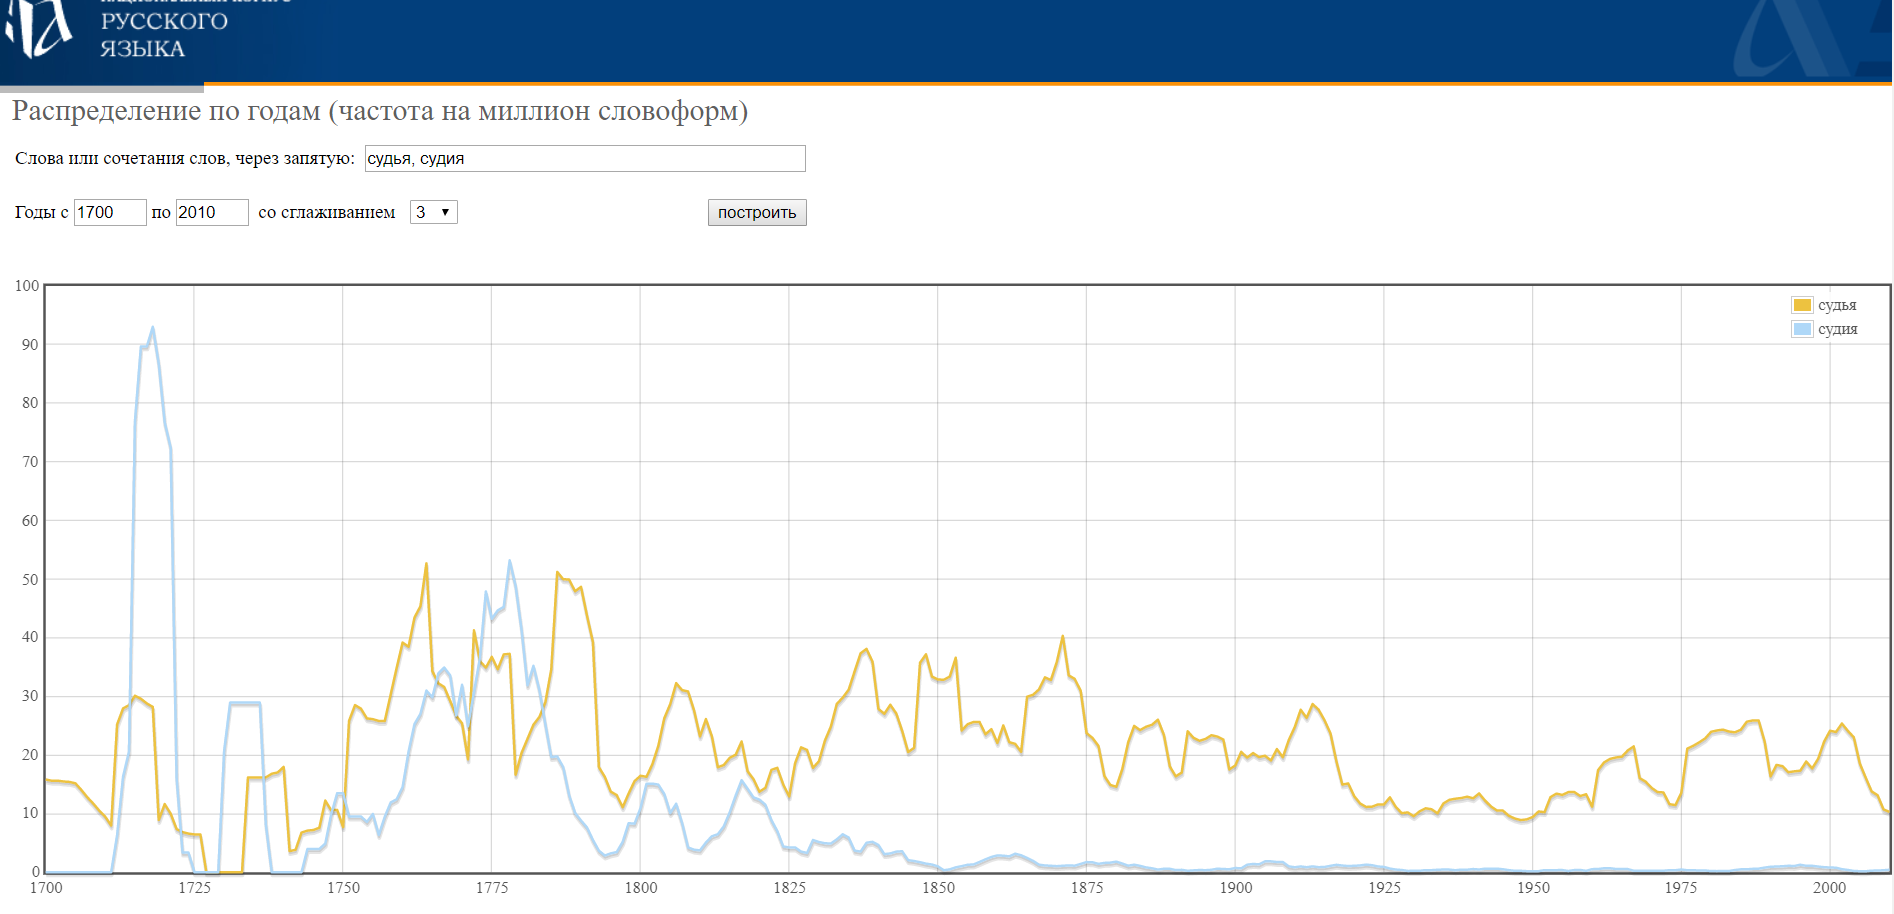 РУССКОГО
ЯЗЫКА
Распределение по годам (частота на миллион словоформ)
Слова или сочетания слов, через запятую: судья, судия
Годы с 1700 по 2010 со сглаживанием 3 построить
судья
судия
100
90
80
70
60
50
40
30
20
10
0
1700 1725 1750 1775 1800 1825 1850 1875 1900 1925 1950 1975 2000